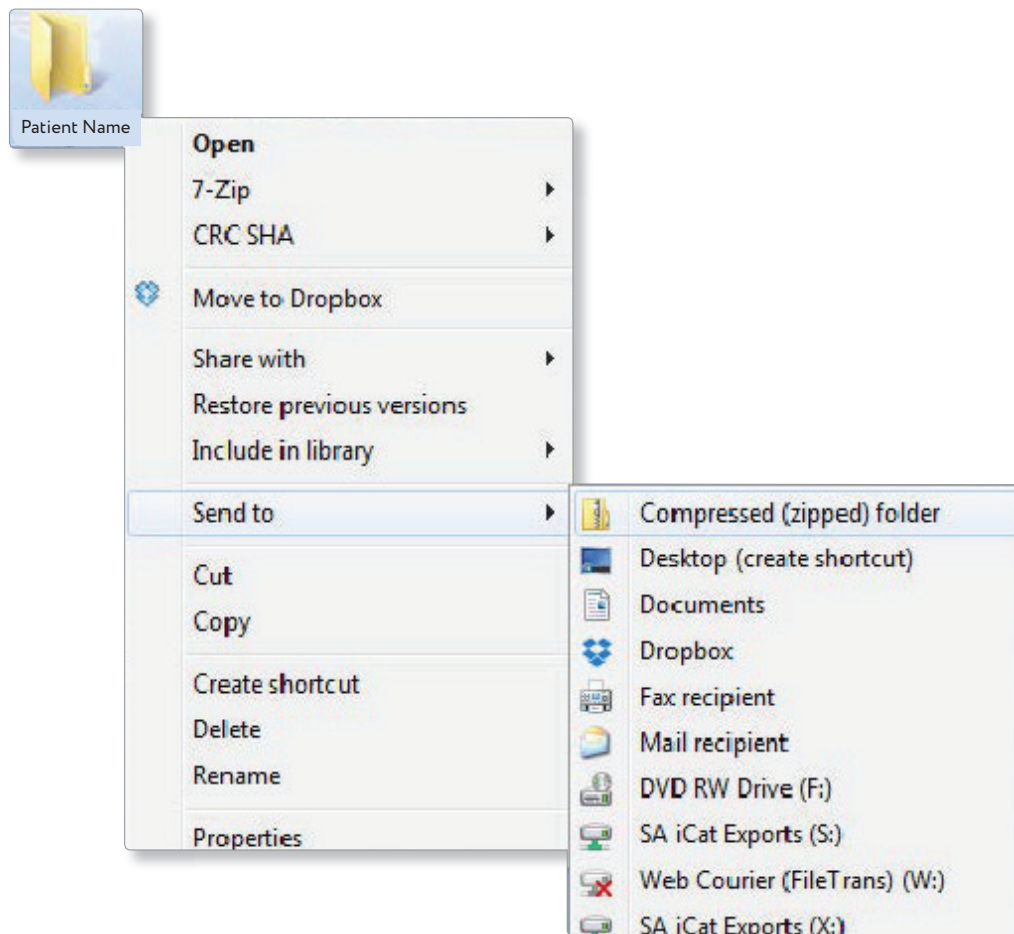 Patient Name
Open
7-Zip
CRC SHA
Move to Dropbox
Share with
Restore previous versions
Include in library
Send to
Cut
Copy
Create shortcut
Delete
Rename
Properties
Compressed (zipped) folder
Desktop (create shortcut)
Documents
Dropbox
Fax recipient
Mail recipient
DVD RW Drive (F:)
SA iCat Exports (S:)
Web Courier (FileTrans) (W:)
SA iCat Exports (X:)